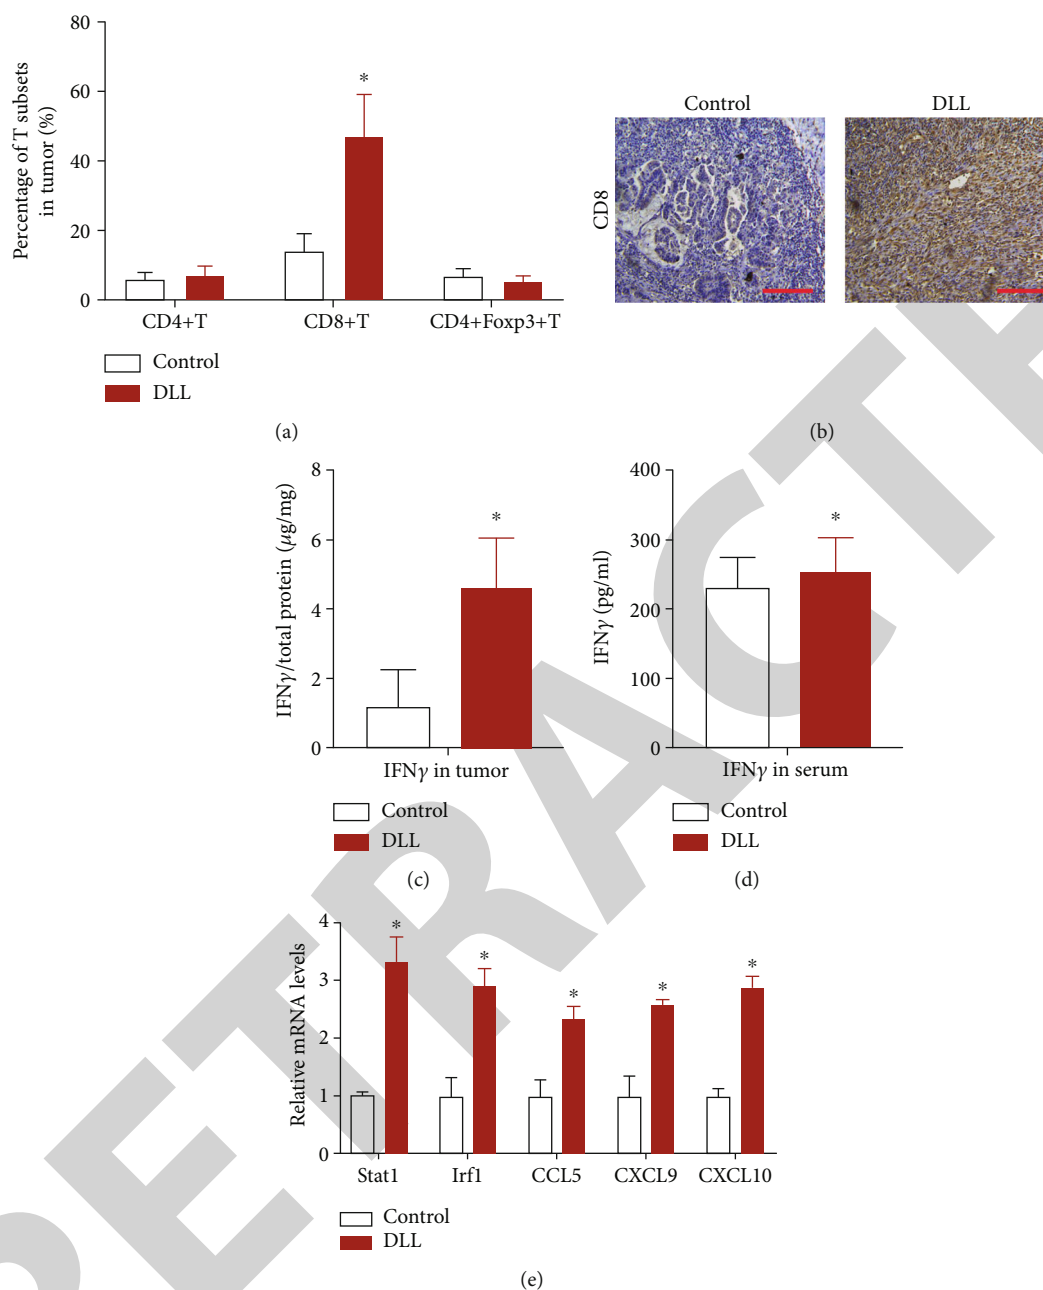 80
60
40
20
0
Percentage of T subsets
in tumor (%)
*
CD4+T
CD8+T
CD4+Foxp3+T
Control
DLL
(a)
Control
DLL
CD8
(b)
8
6
4
2
0
IFNγ/total protein (μg/mg)
*
IFNγ in tumor
Control
DLL
(c)
400
300
200
100
0
IFNγ (pg/ml)
*
IFNγ in serum
Control
DLL
(d)
4
3
2
1
0
Relative mRNA levels
*
*
*
*
*
Stat1
Irf1
CCL5
CXCL9
CXCL10
Control
DLL
(e)
RETRACTE